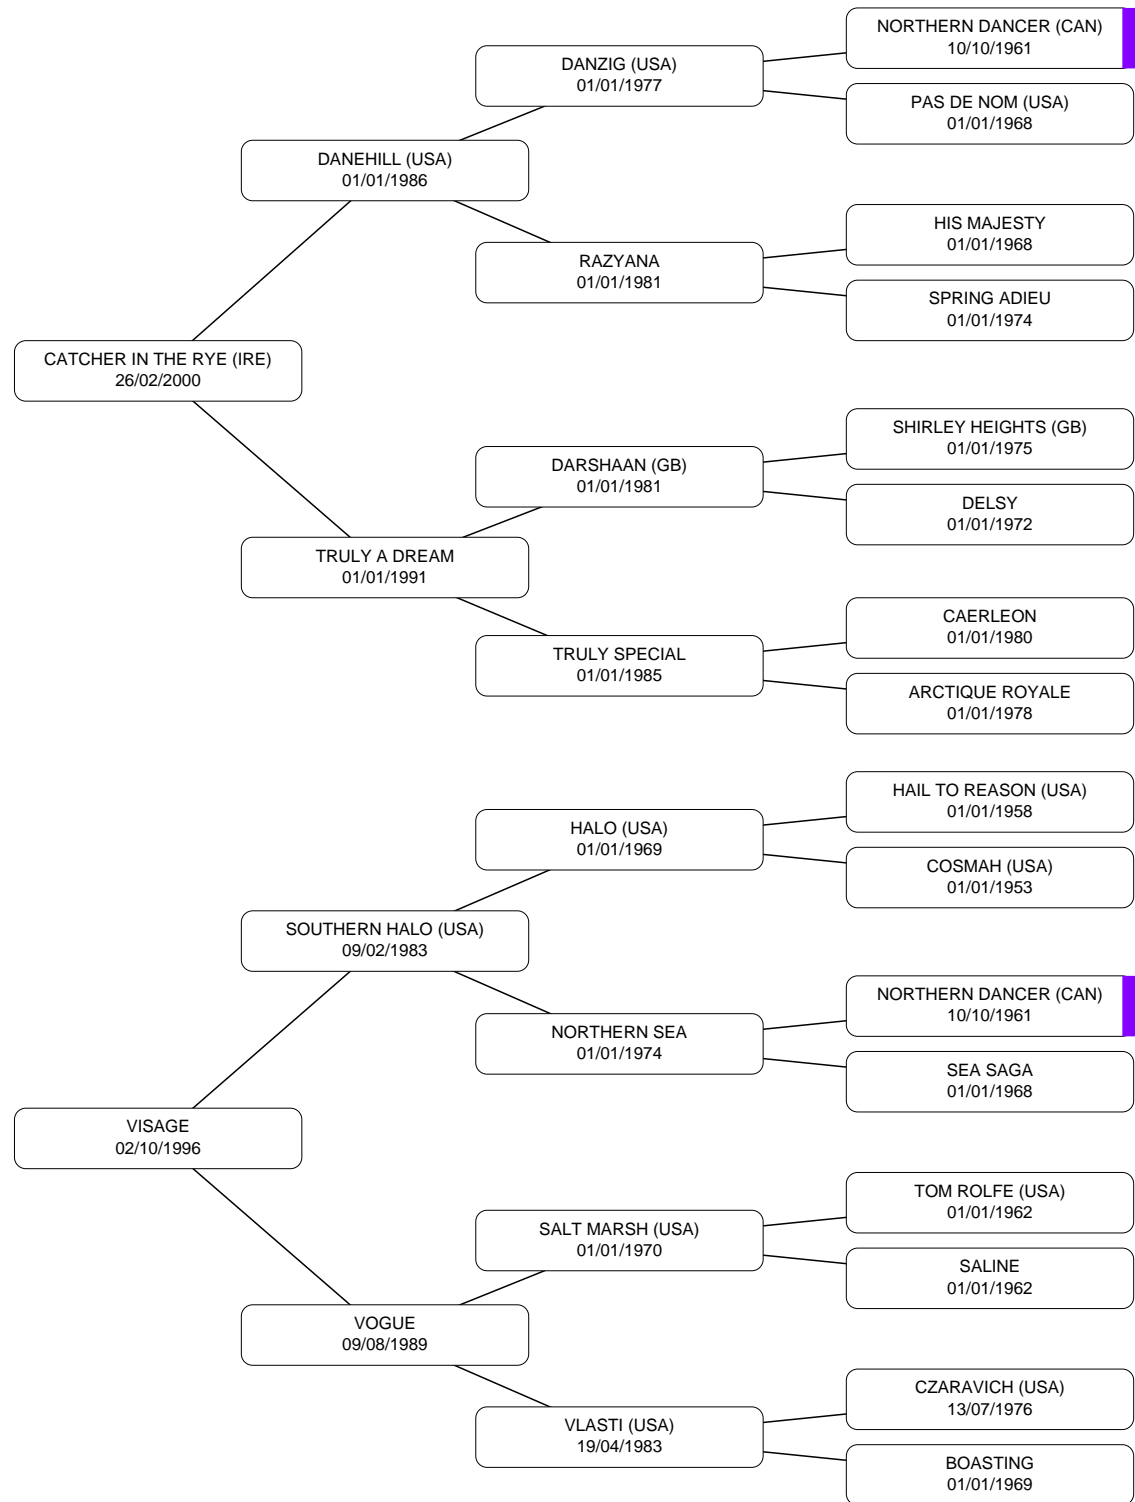 NORTHERN DANCER (CAN)
10/10/1961
DANZIG (USA)
01/01/1977
PAS DE NOM (USA)
01/01/1968
DANEHILL (USA)
01/01/1986
HIS MAJESTY
01/01/1968
RAZYANA
01/01/1981
SPRING ADIEU
01/01/1974
CATCHER IN THE RYE (IRE)
26/02/2000
SHIRLEY HEIGHTS (GB)
01/01/1975
DARSHAAN (GB)
01/01/1981
DELSY
01/01/1972
TRULY A DREAM
01/01/1991
CAERLEON
01/01/1980
TRULY SPECIAL
01/01/1985
ARCTIQUE ROYALE
01/01/1978
HAIL TO REASON (USA)
01/01/1958
HALO (USA)
01/01/1969
COSMAH (USA)
01/01/1953
SOUTHERN HALO (USA)
09/02/1983
NORTHERN DANCER (CAN)
10/10/1961
NORTHERN SEA
01/01/1974
SEA SAGA
01/01/1968
VISAGE
02/10/1996
TOM ROLFE (USA)
01/01/1962
SALT MARSH (USA)
01/01/1970
SALINE
01/01/1962
VOGUE
09/08/1989
CZARAVICH (USA)
13/07/1976
VLASTI (USA)
19/04/1983
BOASTING
01/01/1969